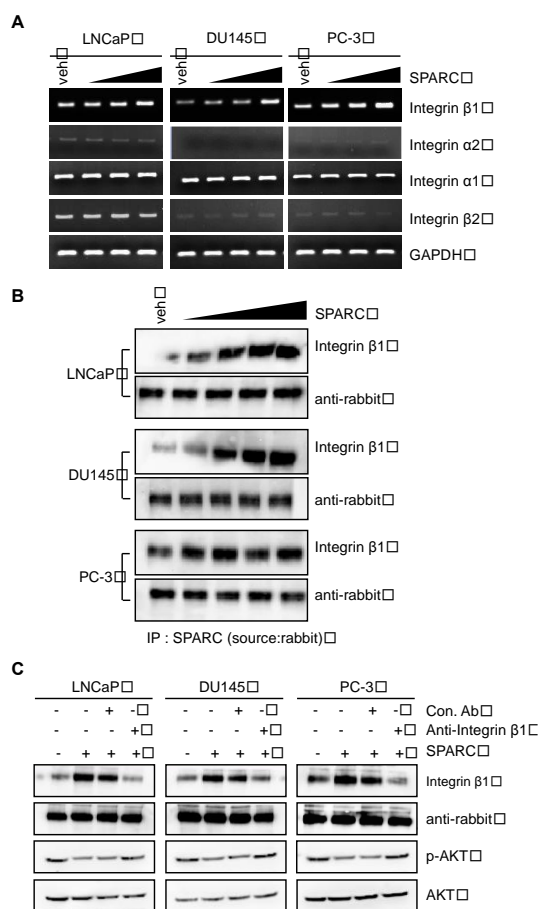 A
LNCaP□ DU145□ PC-3□
veh□ veh□ veh□ SPARC□
Integrin β1□
Integrin α2□
Integrin α1□
Integrin β2□
GAPDH□
B
veh□ SPARC□
LNCaP□ Integrin β1□
anti-rabbit□
DU145□ Integrin β1□
anti-rabbit□
PC-3□ Integrin β1□
anti-rabbit□
IP : SPARC (source:rabbit)□
C
LNCaP□ DU145□ PC-3□
- - + -□ - - + -□ - - + -□ Con. Ab□
+□ +□ +□ Anti-Integrin β1□
- + + +□ - + + +□ - + + +□ SPARC□
Integrin β1□
anti-rabbit□
p-AKT□
AKT□